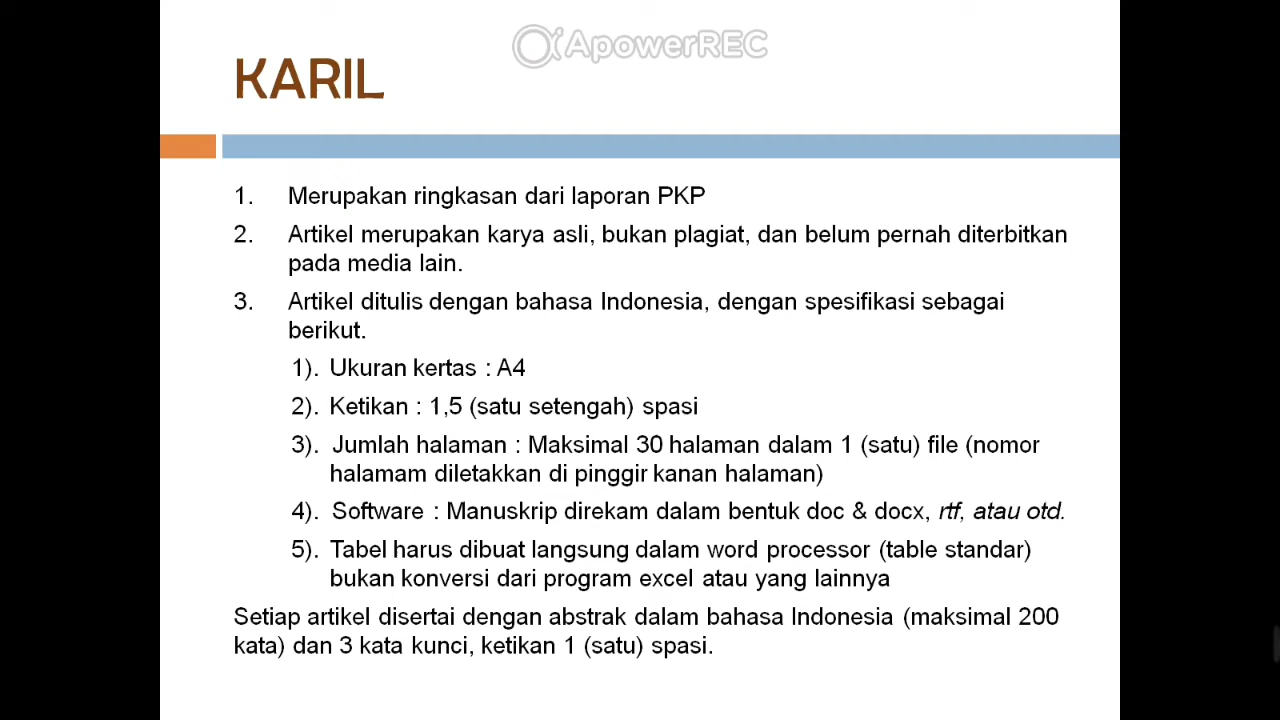 ApowerREC
KARIL
1. Merupakan ringkasan dari laporan PKP
2. Artikel merupakan karya asli, bukan plagiat, dan belum pernah diterbitkan
pada media lain.
3. Artikel ditulis dengan bahasa Indonesia, dengan spesifikasi sebagai
berikut.
1). Ukuran kertas : A4
2). Ketikan : 1,5 (satu setengah) spasi
3). Jumlah halaman : Maksimal 30 halaman dalam 1 (satu) file (nomor
halamam diletakkan di pinggir kanan halaman)
4). Software : Manuskrip direkam dalam bentuk doc & docx, rtf, atau otd.
5). Tabel harus dibuat langsung dalam word processor (table standar)
bukan konversi dari program excel atau yang lainnya
Setiap artikel disertai dengan abstrak dalam bahasa Indonesia (maksimal 200
kata) dan 3 kata kunci, ketikan 1 (satu) spasi.